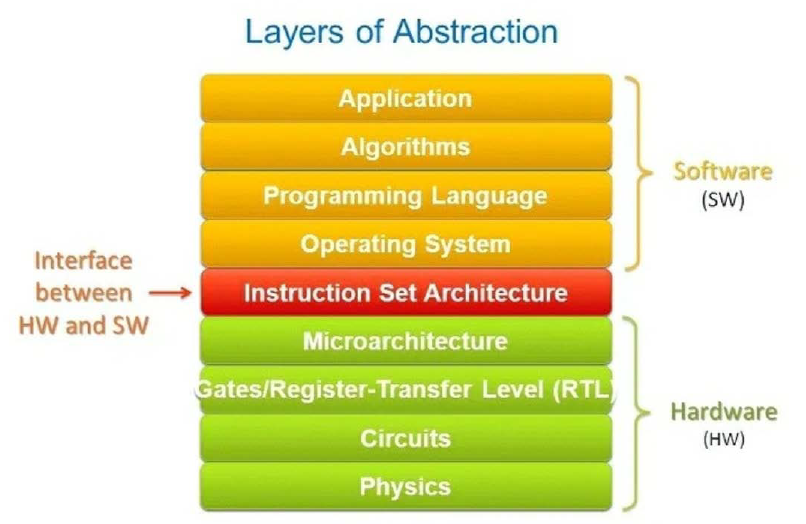 Layers of Abstraction
Application
Algorithms
Programming Language
Operating System
Software
(SW)
Interface
between
HW and SW
Instruction Set Architecture
Microarchitecture
Gates/Register-Transfer Level (RTL)
Circuits
Physics
Hardware
(HW)